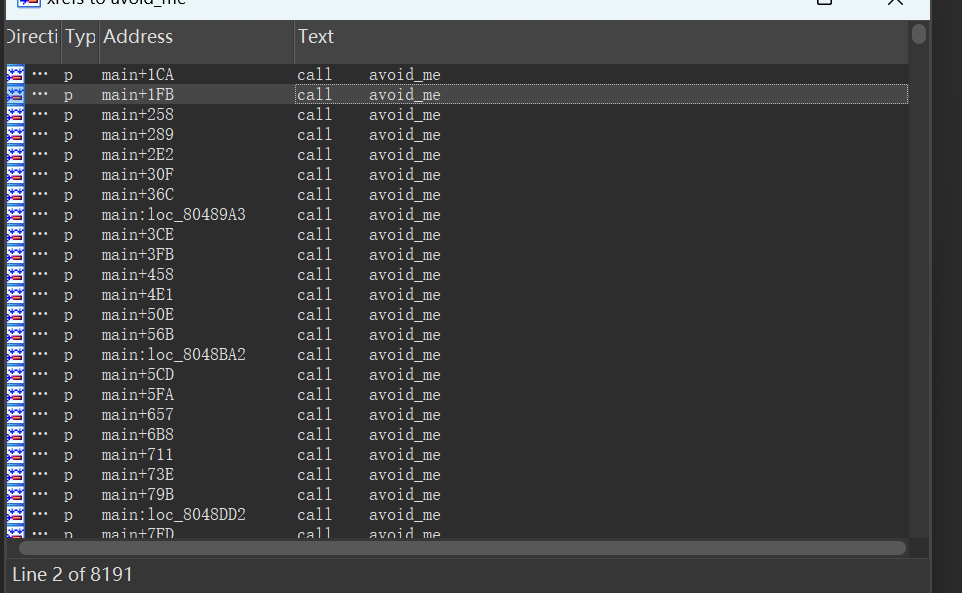 xrefs to avoid_me
Directi Typ Address Text
... p main+1CA call avoid_me
... p main+1FB call avoid_me
... p main+258 call avoid_me
... p main+289 call avoid_me
... p main+2E2 call avoid_me
... p main+30F call avoid_me
... p main+36C call avoid_me
... p main:loc_80489A3 call avoid_me
... p main+3CE call avoid_me
... p main+3FB call avoid_me
... p main+458 call avoid_me
... p main+4E1 call avoid_me
... p main+50E call avoid_me
... p main+56B call avoid_me
... p main:loc_8048BA2 call avoid_me
... p main+5CD call avoid_me
... p main+5FA call avoid_me
... p main+657 call avoid_me
... p main+6B8 call avoid_me
... p main+711 call avoid_me
... p main+73E call avoid_me
... p main+79B call avoid_me
... p main:loc_8048DD2 call avoid_me
... p main+7FD call avoid_me
Line 2 of 8191